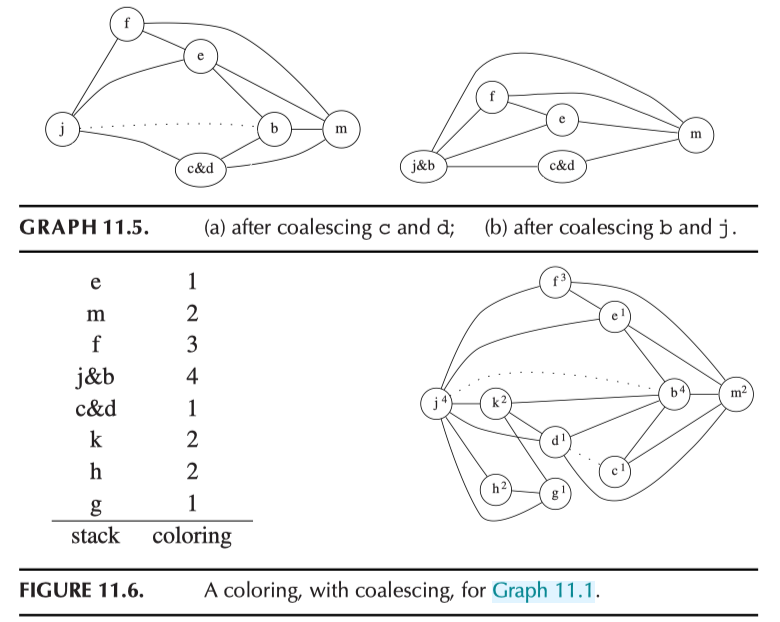 f
e
j
b
m
c&d
f
e
m
j&b
c&d
GRAPH 11.5. (a) after coalescing c and d; (b) after coalescing b and j.
e 1
m 2
f 3
j&b 4
c&d 1
k 2
h 2
g 1
stack coloring
f3
e1
j4
k2
b4
m2
d1
c1
h2
g1
FIGURE 11.6. A coloring, with coalescing, for Graph 11.1.